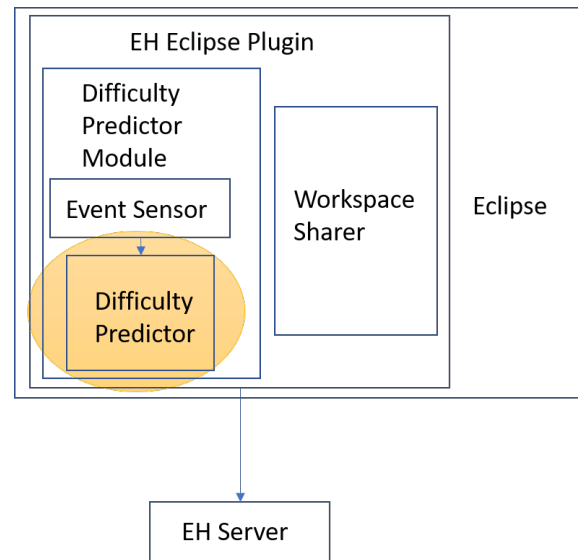 EH Eclipse Plugin
Difficulty
Predictor
Module
Event Sensor
Difficulty
Predictor
Workspace
Sharer
Eclipse
EH Server